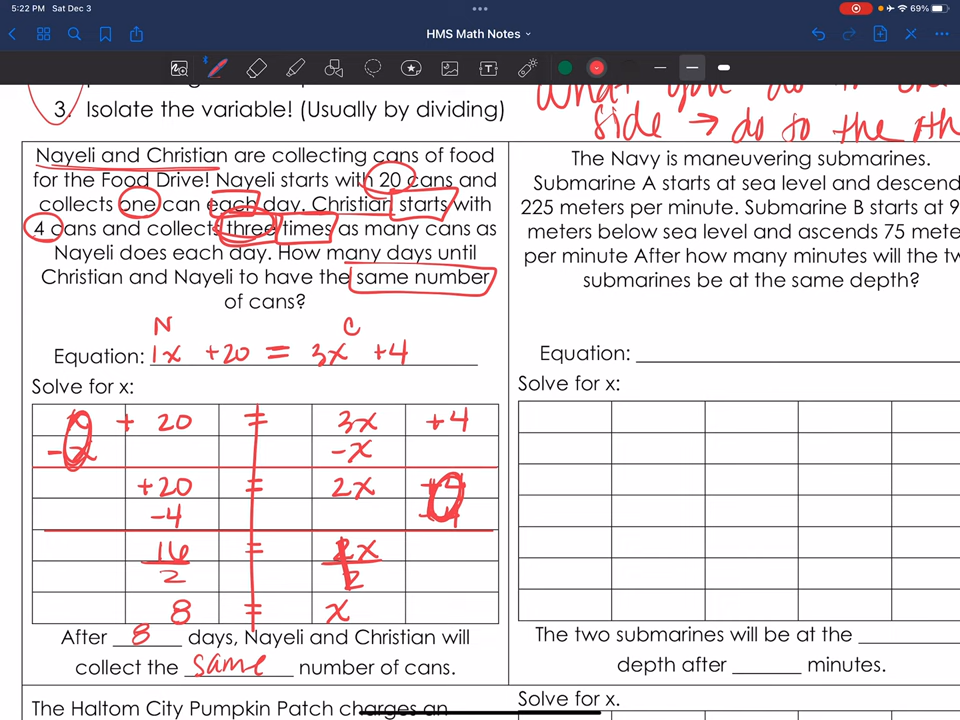 5:22 PM Sat Dec 3
69%
HMS Math Notes
3. Isolate the variable! (Usually by dividing)
What you do to
side → do to the
Nayeli and Christian are collecting cans of food
for the Food Drive! Nayeli starts with 20 cans and
collects one can each day. Christian starts with
4 cans and collects three times as many cans as
Nayeli does each day. How many days until
Christian and Nayeli to have the same number
of cans?
N C
Equation: 1x +20 = 3x +4
Solve for x:
+ 20 = 3x +4
-x -x
+20 = 2x +4
-4 -4
16 = 2x
2 2
8 = x
After 8 days, Nayeli and Christian will
collect the same number of cans.
The Haltom City Pumpkin Patch charges an
The Navy is maneuvering submarines.
Submarine A starts at sea level and descend
225 meters per minute. Submarine B starts at 9
meters below sea level and ascends 75 mete
per minute After how many minutes will the tw
submarines be at the same depth?
Equation:
Solve for x:
The two submarines will be at the
depth after minutes.
Solve for x.